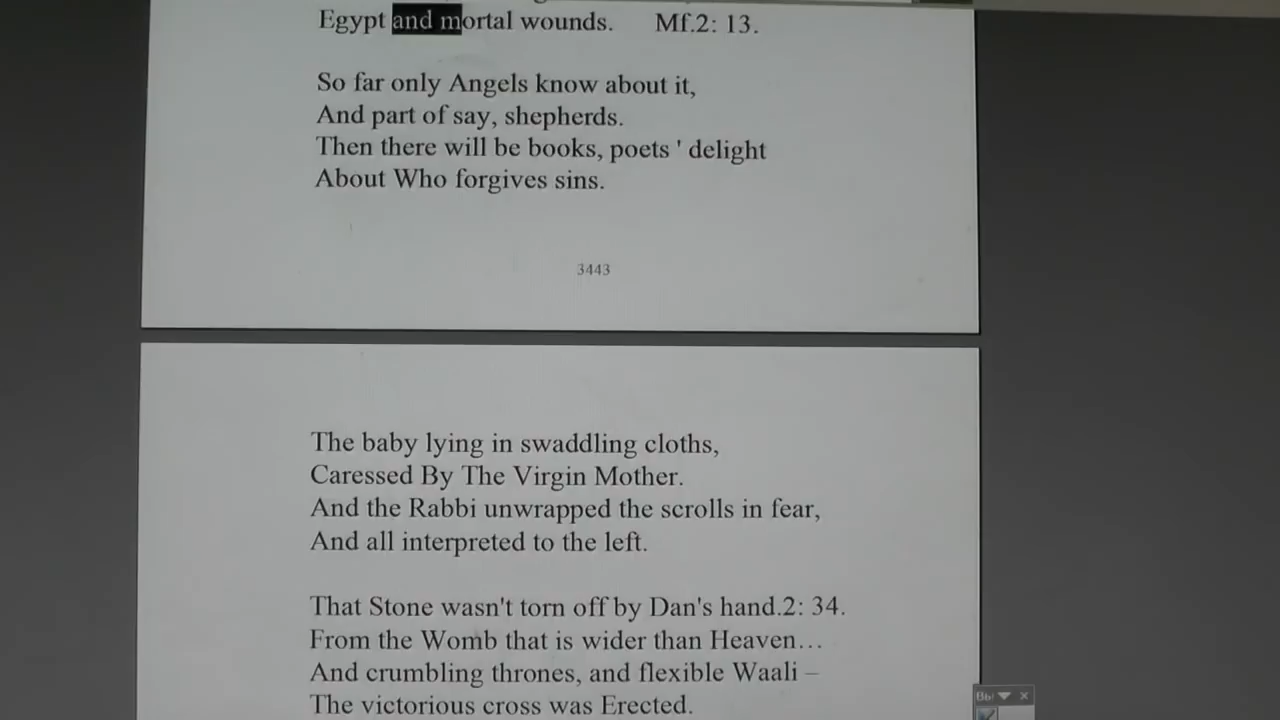 Egypt and mortal wounds. Mf.2: 13.
So far only Angels know about it,
And part of say, shepherds.
Then there will be books, poets ' delight
About Who forgives sins.
3443
The baby lying in swaddling cloths,
Caressed By The Virgin Mother.
And the Rabbi unwrapped the scrolls in fear,
And all interpreted to the left.
That Stone wasn't torn off by Dan's hand.2: 34.
From the Womb that is wider than Heaven…
And crumbling thrones, and flexible Waali –
The victorious cross was Erected.